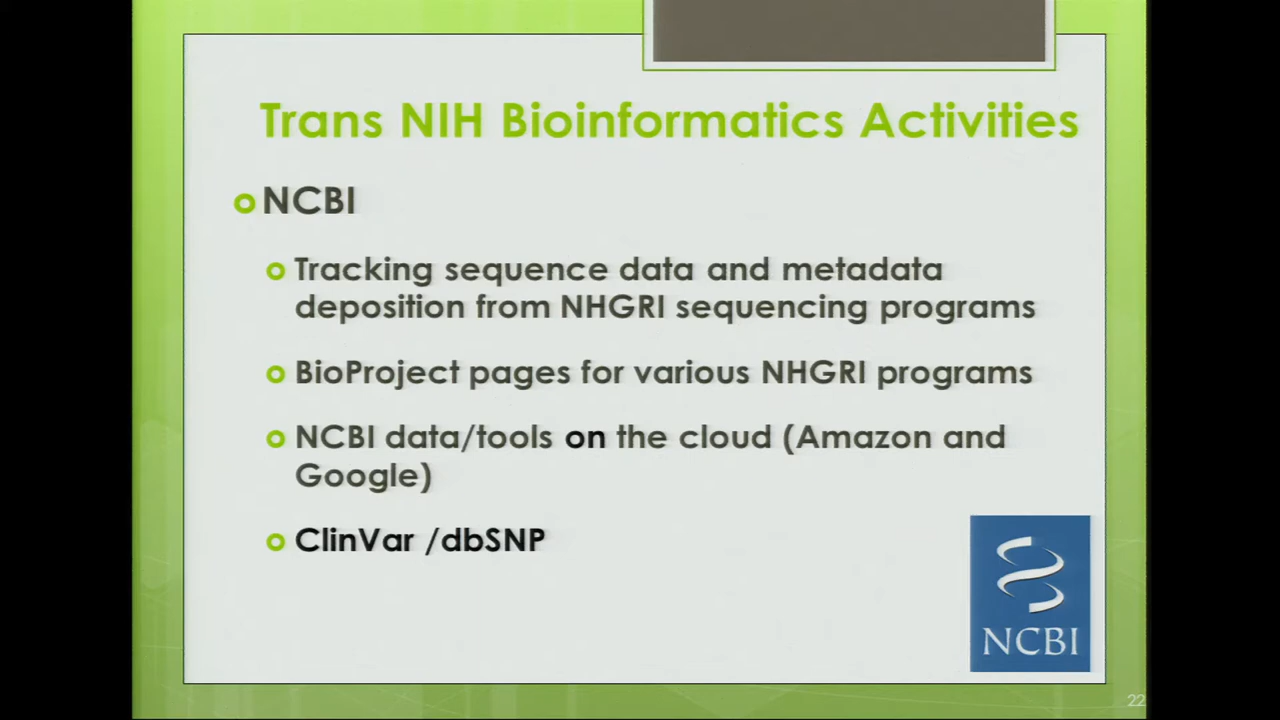 Trans NIH Bioinformatics Activities
NCBI
Tracking sequence data and metadata
deposition from NHGRI sequencing programs
BioProject pages for various NHGRI programs
NCBI data/tools on the cloud (Amazon and
Google)
ClinVar /dbSNP
NCBI
22